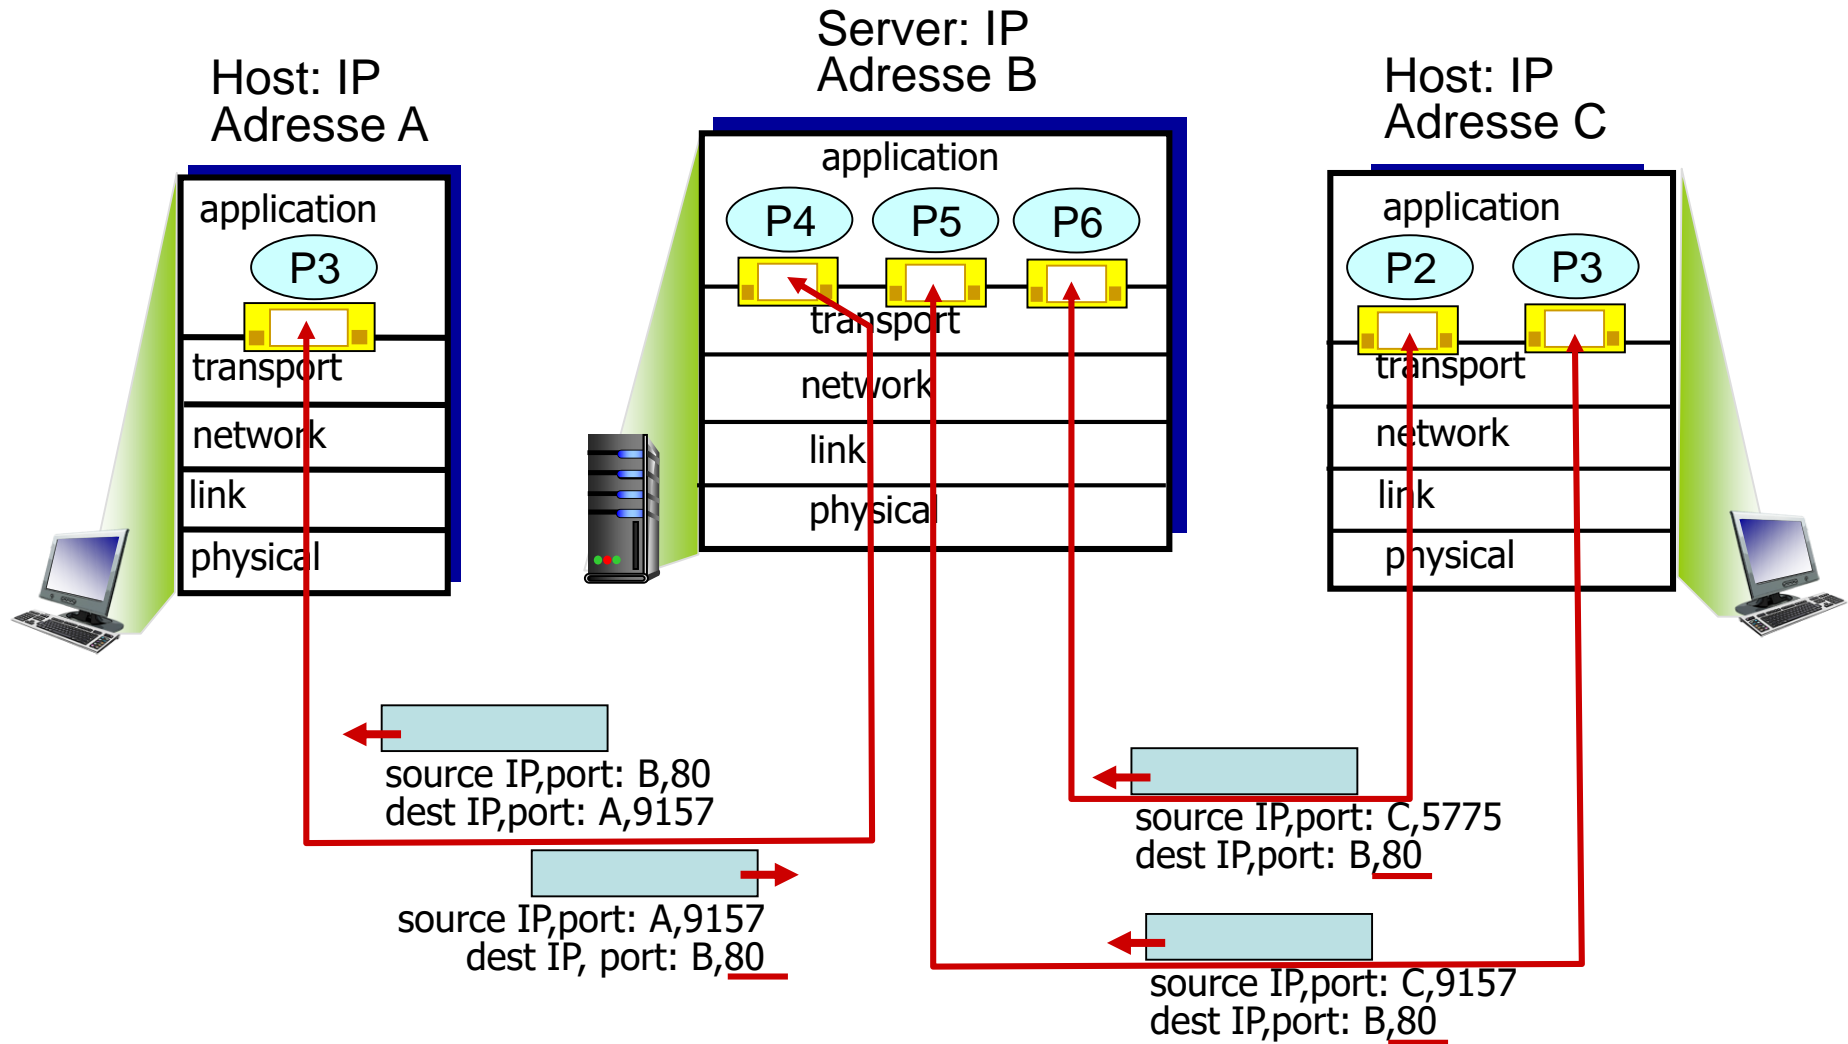 Host: IP
Adresse A
application
P3
transport
network
link
physical
Server: IP
Adresse B
application
P4 P5 P6
transport
network
link
physical
Host: IP
Adresse C
application
P2 P3
transport
network
link
physical
source IP,port: B,80
dest IP,port: A,9157
source IP,port: A,9157
dest IP, port: B,80
source IP,port: C,5775
dest IP,port: B,80
source IP,port: C,9157
dest IP,port: B,80